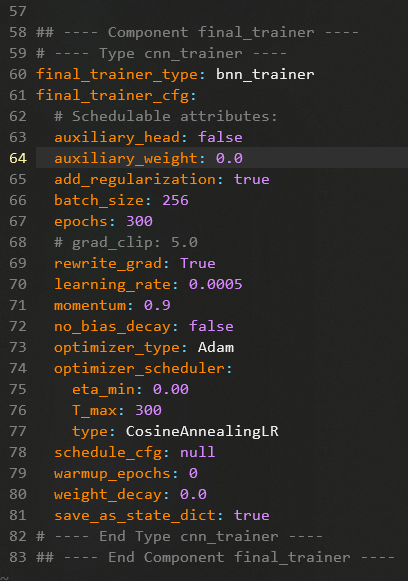 57
58 ## ---- Component final_trainer ----
59 # ---- Type cnn_trainer ----
60 final_trainer_type: bnn_trainer
61 final_trainer_cfg:
62   # Schedulable attributes:
63   auxiliary_head: false
64   auxiliary_weight: 0.0
65   add_regularization: true
66   batch_size: 256
67   epochs: 300
68   # grad_clip: 5.0
69   rewrite_grad: True
70   learning_rate: 0.0005
71   momentum: 0.9
72   no_bias_decay: false
73   optimizer_type: Adam
74   optimizer_scheduler:
75     eta_min: 0.00
76     T_max: 300
77     type: CosineAnnealingLR
78   schedule_cfg: null
79   warmup_epochs: 0
80   weight_decay: 0.0
81   save_as_state_dict: true
82 # ---- End Type cnn_trainer ----
83 ## ---- End Component final_trainer ----
~